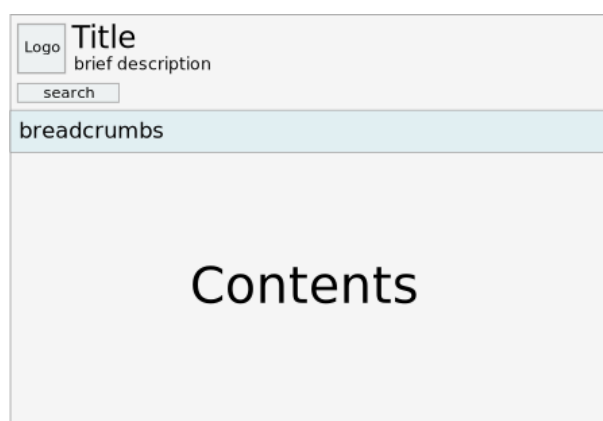 Logo
Title
brief description
search
breadcrumbs
Contents